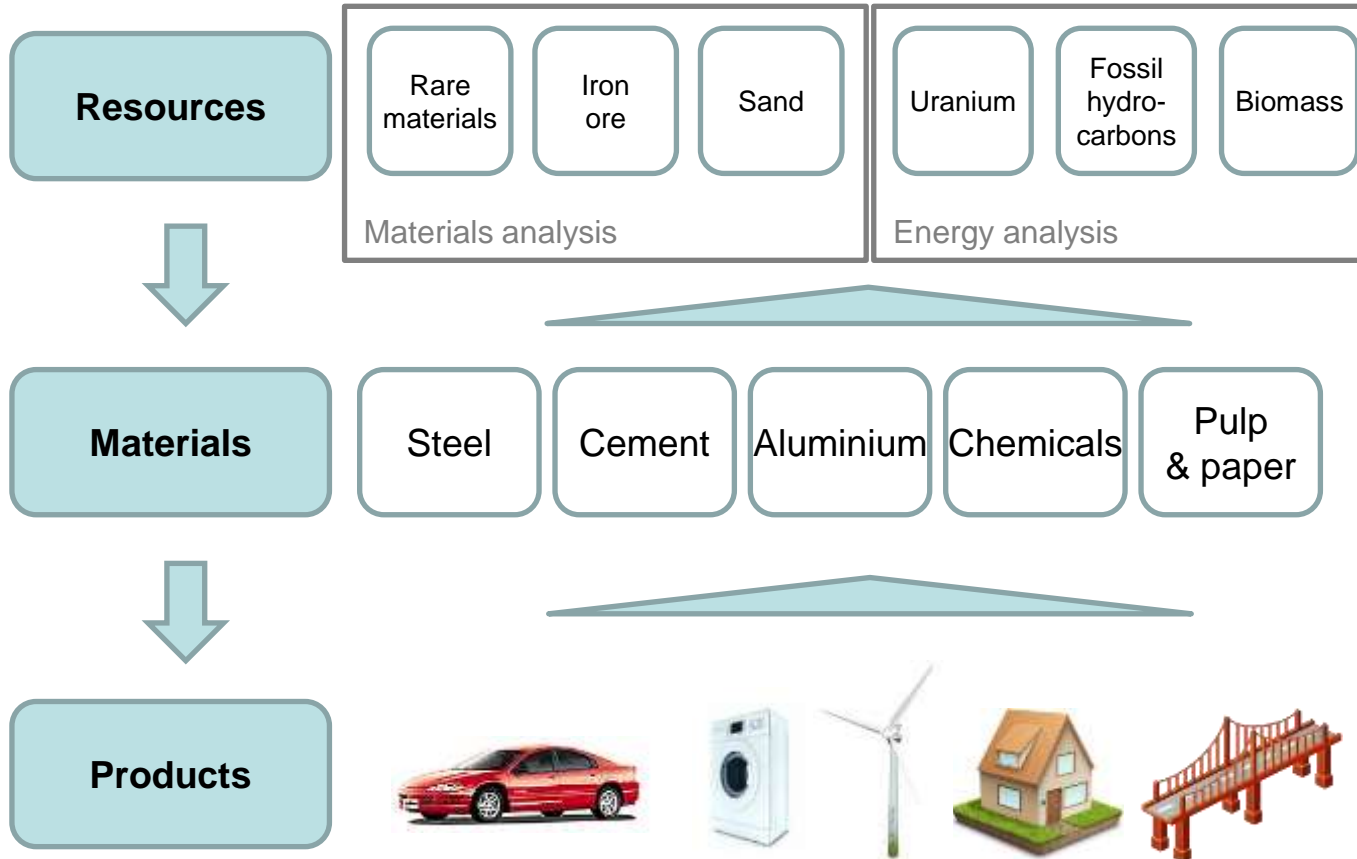 Resources
Rare
materials
Iron
ore
Sand
Uranium
Fossil
hydro-
carbons
Biomass
Materials analysis
Energy analysis
Materials
Steel
Cement
Aluminium
Chemicals
Pulp
& paper
Products